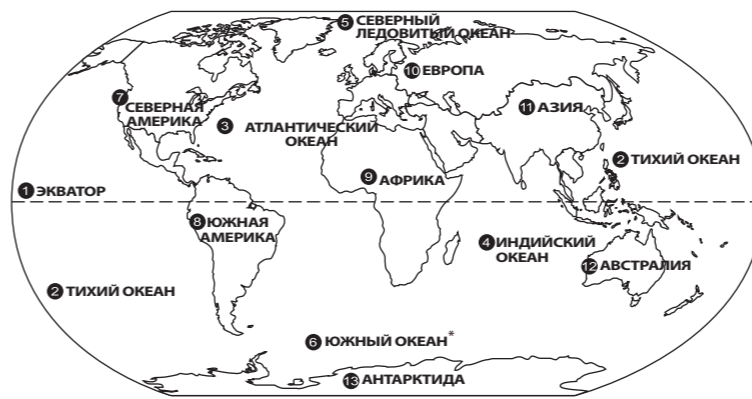 5 СЕВЕРНЫЙ
ЛЕДОВИТЫЙ ОКЕАН
10 ЕВРОПА
7 СЕВЕРНАЯ
АМЕРИКА
11 АЗИЯ
3 АТЛАНТИЧЕСКИЙ
ОКЕАН
2 ТИХИЙ ОКЕАН
9 АФРИКА
1 ЭКВАТОР
8 ЮЖНАЯ
АМЕРИКА
4 ИНДИЙСКИЙ
ОКЕАН
12 АВСТРАЛИЯ
2 ТИХИЙ ОКЕАН
6 ЮЖНЫЙ ОКЕАН*
13 АНТАРКТИДА